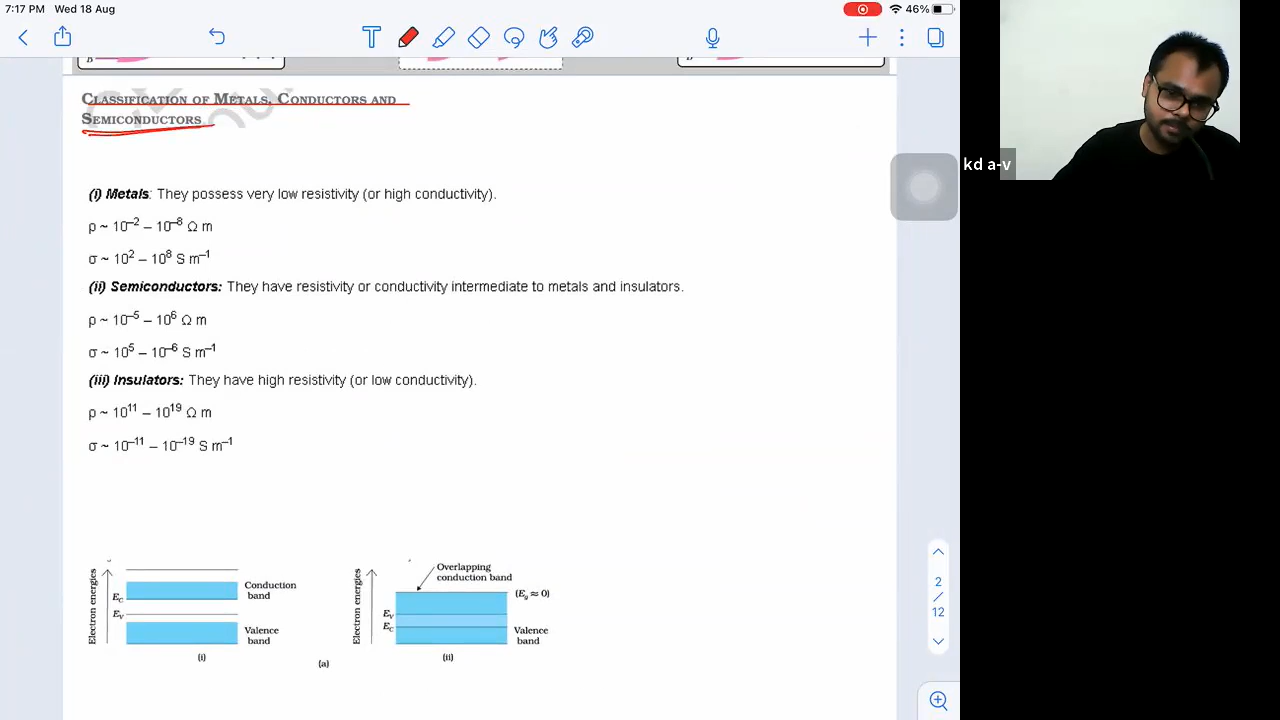 7:17 PM Wed 18 Aug
46%
CLASSIFICATION OF METALS, CONDUCTORS AND
SEMICONDUCTORS
kd a-v
(i) Metals: They possess very low resistivity (or high conductivity).
ρ ~ 10⁻² – 10⁻⁸ Ω m
σ ~ 10² – 10⁸ S m⁻¹
(ii) Semiconductors: They have resistivity or conductivity intermediate to metals and insulators.
ρ ~ 10⁻⁵ – 10⁶ Ω m
σ ~ 10⁵ – 10⁻⁶ S m⁻¹
(iii) Insulators: They have high resistivity (or low conductivity).
ρ ~ 10¹¹ – 10¹⁹ Ω m
σ ~ 10⁻¹¹ – 10⁻¹⁹ S m⁻¹
Electron energies
E_C
E_V
Conduction
band
Valence
band
(i)
(a)
Electron energies
Overlapping
conduction band
(E_g ≈ 0)
E_V
E_C
Valence
band
(ii)
2
/
12